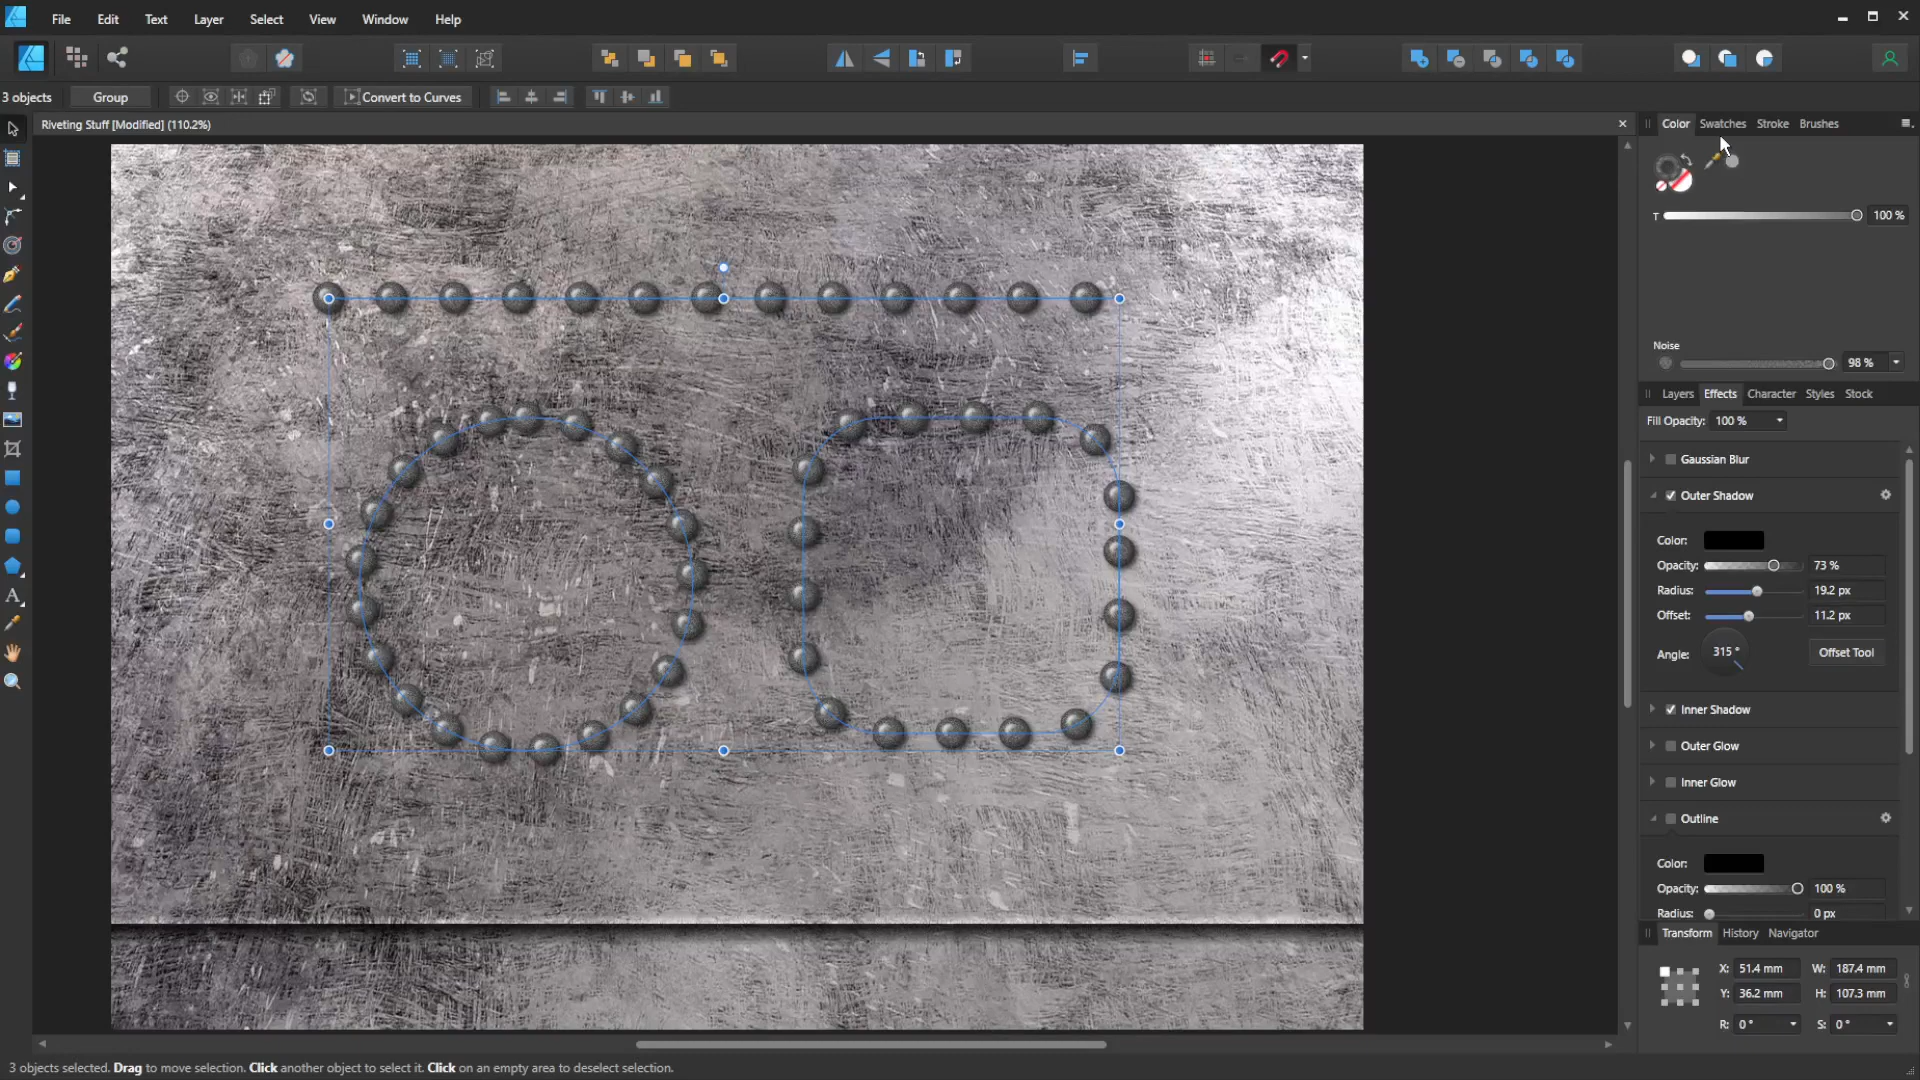 File Edit Text Layer Select View Window Help
3 objects Group Convert to Curves
Riveting Stuff [Modified] (110.2%)
Color Swatches Stroke Brushes
T 100 %
Noise
98 %
Layers Effects Character Styles Stock
Fill Opacity: 100 %
Gaussian Blur
Outer Shadow
Color:
Opacity: 73 %
Radius: 19.2 px
Offset: 11.2 px
Angle: 315 ° Offset Tool
Inner Shadow
Outer Glow
Inner Glow
Outline
Color:
Opacity: 100 %
Radius: 0 px
Transform History Navigator
X: 51.4 mm W: 187.4 mm
Y: 36.2 mm H: 107.3 mm
R: 0 ° S: 0 °
3 objects selected. Drag to move selection. Click another object to select it. Click on an empty area to deselect selection.